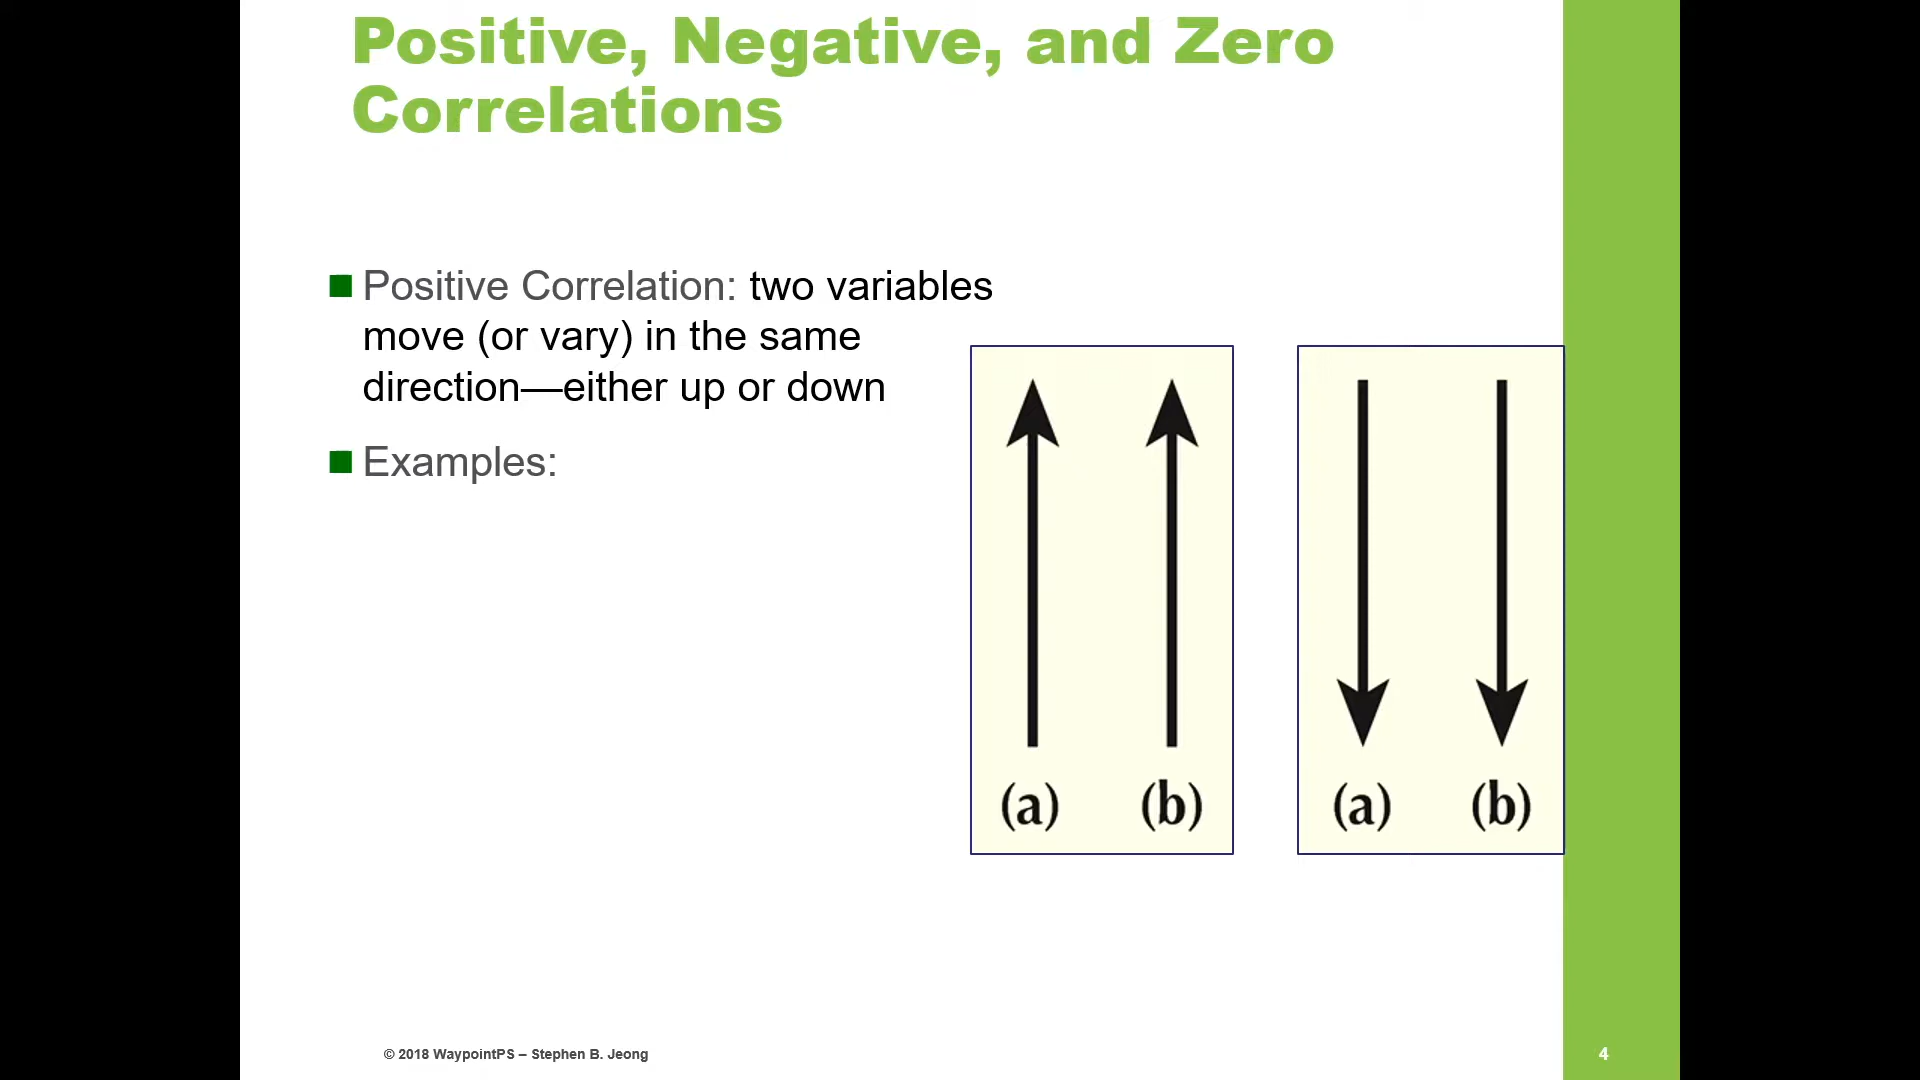 Positive, Negative, and Zero
Correlations
Positive Correlation: two variables
move (or vary) in the same
direction—either up or down
Examples:
(a) (b)
(a) (b)
© 2018 WaypointPS – Stephen B. Jeong
4